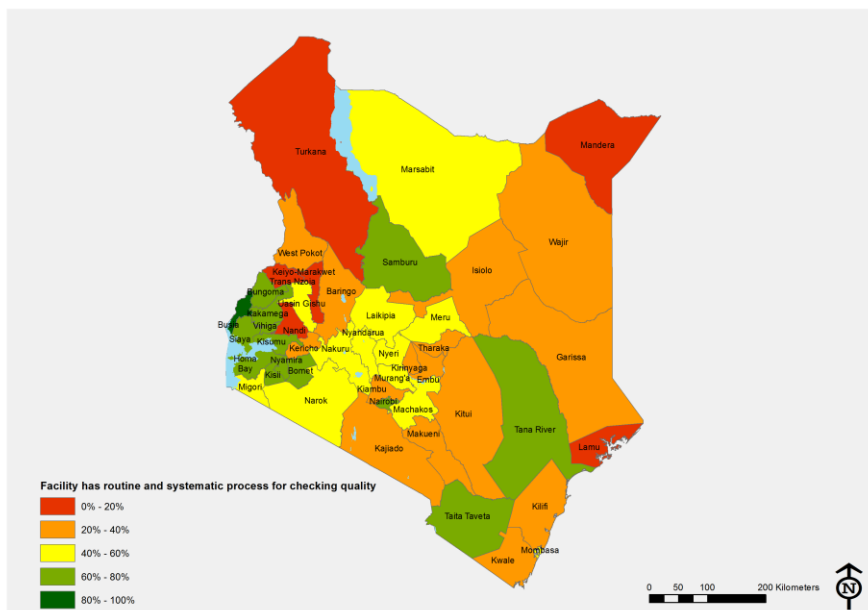 Turkana
Mandera
Marsabit
Wajir
West Pokot
Samburu
Isiolo
Keiyo-Marakwet
Trans Nzoia
Baringo
Bungoma
Uasin Gishu
Kakamega
Laikipia
Meru
Busia
Vihiga
Nandi
Nyandarua
Siaya
Kisumu
Kericho
Nakuru
Nyeri
Tharaka
Garissa
Homa
Bay
Nyamira
Kirinyaga
Kisii
Bomet
Murang'a
Embu
Migori
Narok
Kiambu
Nairobi
Machakos
Kitui
Tana River
Makueni
Lamu
Kajiado
Taita Taveta
Kilifi
Mombasa
Kwale
Facility has routine and systematic process for checking quality
0% - 20%
20% - 40%
40% - 60%
60% - 80%
80% - 100%
0 50 100 200 Kilometers
N